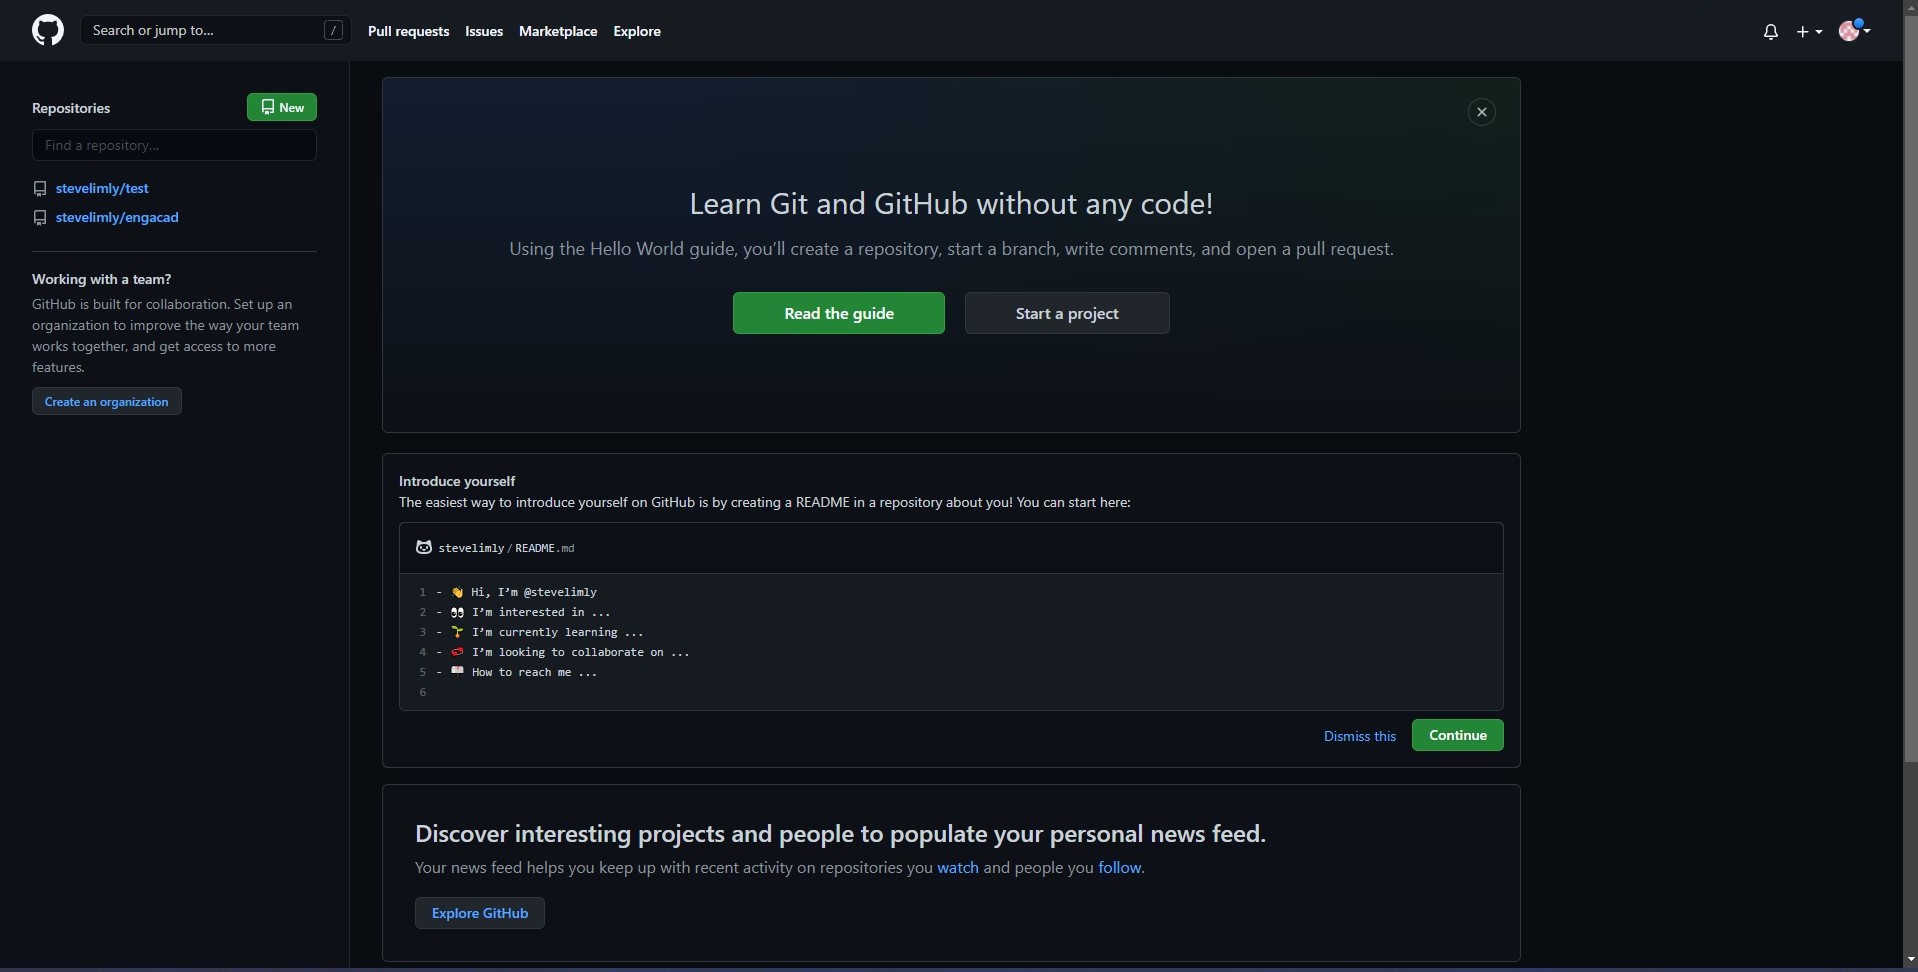 Search or jump to...
/
Pull requests
Issues
Marketplace
Explore
Repositories
New
Find a repository...
stevelimly/test
stevelimly/engacad
Working with a team?
GitHub is built for collaboration. Set up an
organization to improve the way your team
works together, and get access to more
features.
Create an organization
Learn Git and GitHub without any code!
Using the Hello World guide, you’ll create a repository, start a branch, write comments, and open a pull request.
Read the guide
Start a project
Introduce yourself
The easiest way to introduce yourself on GitHub is by creating a README in a repository about you! You can start here:
stevelimly/README.md
1 - 👋 Hi, I’m @stevelimly
2 - 👀 I’m interested in ...
3 - 🌱 I’m currently learning ...
4 - 💞️ I’m looking to collaborate on ...
5 - 📫 How to reach me ...
6
Dismiss this
Continue
Discover interesting projects and people to populate your personal news feed.
Your news feed helps you keep up with recent activity on repositories you watch and people you follow.
Explore GitHub